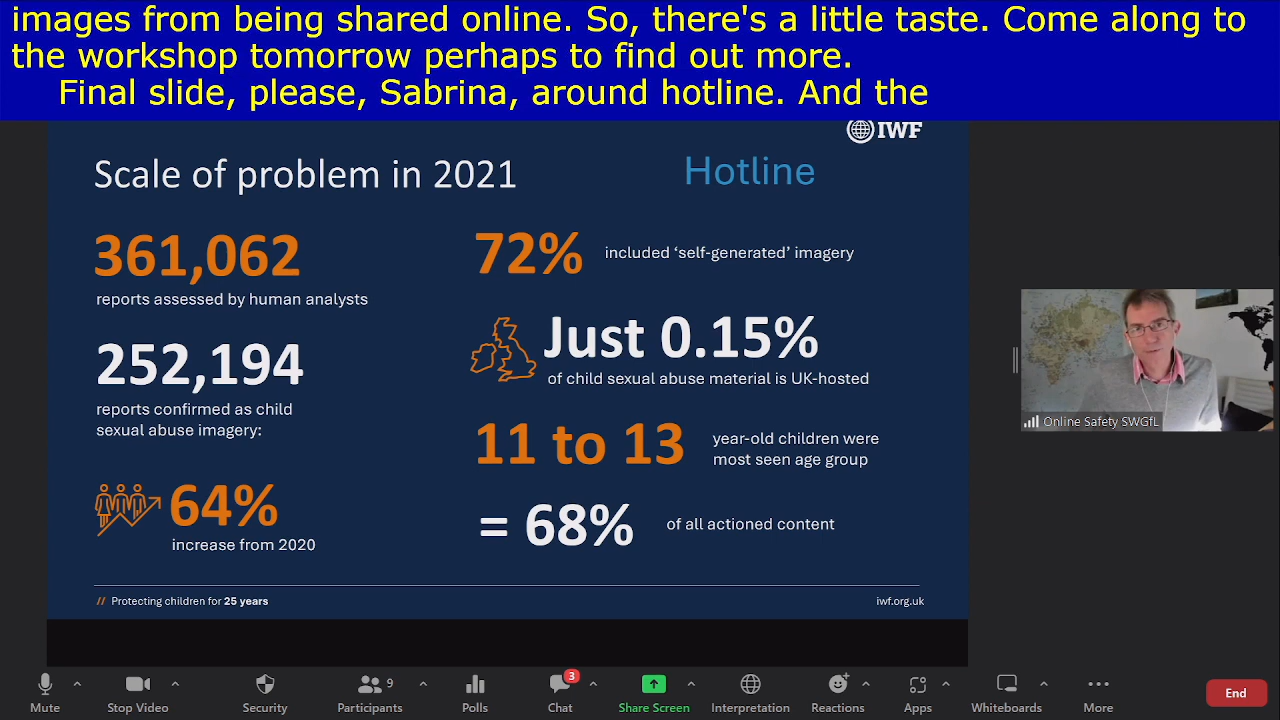 images from being shared online. So, there's a little taste. Come along to
the workshop tomorrow perhaps to find out more.
Final slide, please, Sabrina, around hotline. And the
IWF
Scale of problem in 2021
Hotline
361,062
reports assessed by human analysts
252,194
reports confirmed as child
sexual abuse imagery:
64%
increase from 2020
72%
included ‘self-generated’ imagery
Just 0.15%
of child sexual abuse material is UK-hosted
11 to 13
year-old children were
most seen age group
= 68%
of all actioned content
// Protecting children for 25 years
iwf.org.uk
Online Safety SWGfL
Mute
Stop Video
Security
9
Participants
Polls
3
Chat
Share Screen
Interpretation
Reactions
Apps
Whiteboards
More
End